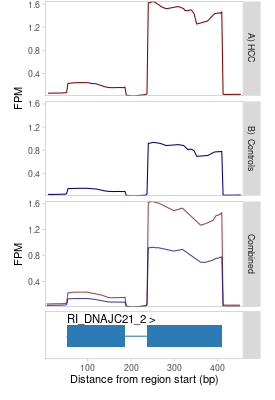 1.6
1.2
0.8
0.4
A) HCC
FPM
1.6
1.2
0.8
0.4
B) Controls
1.6
1.2
0.8
0.4
Combined
FPM
RI_DNAJC21_2 >
100 200 300 400
Distance from region start (bp)